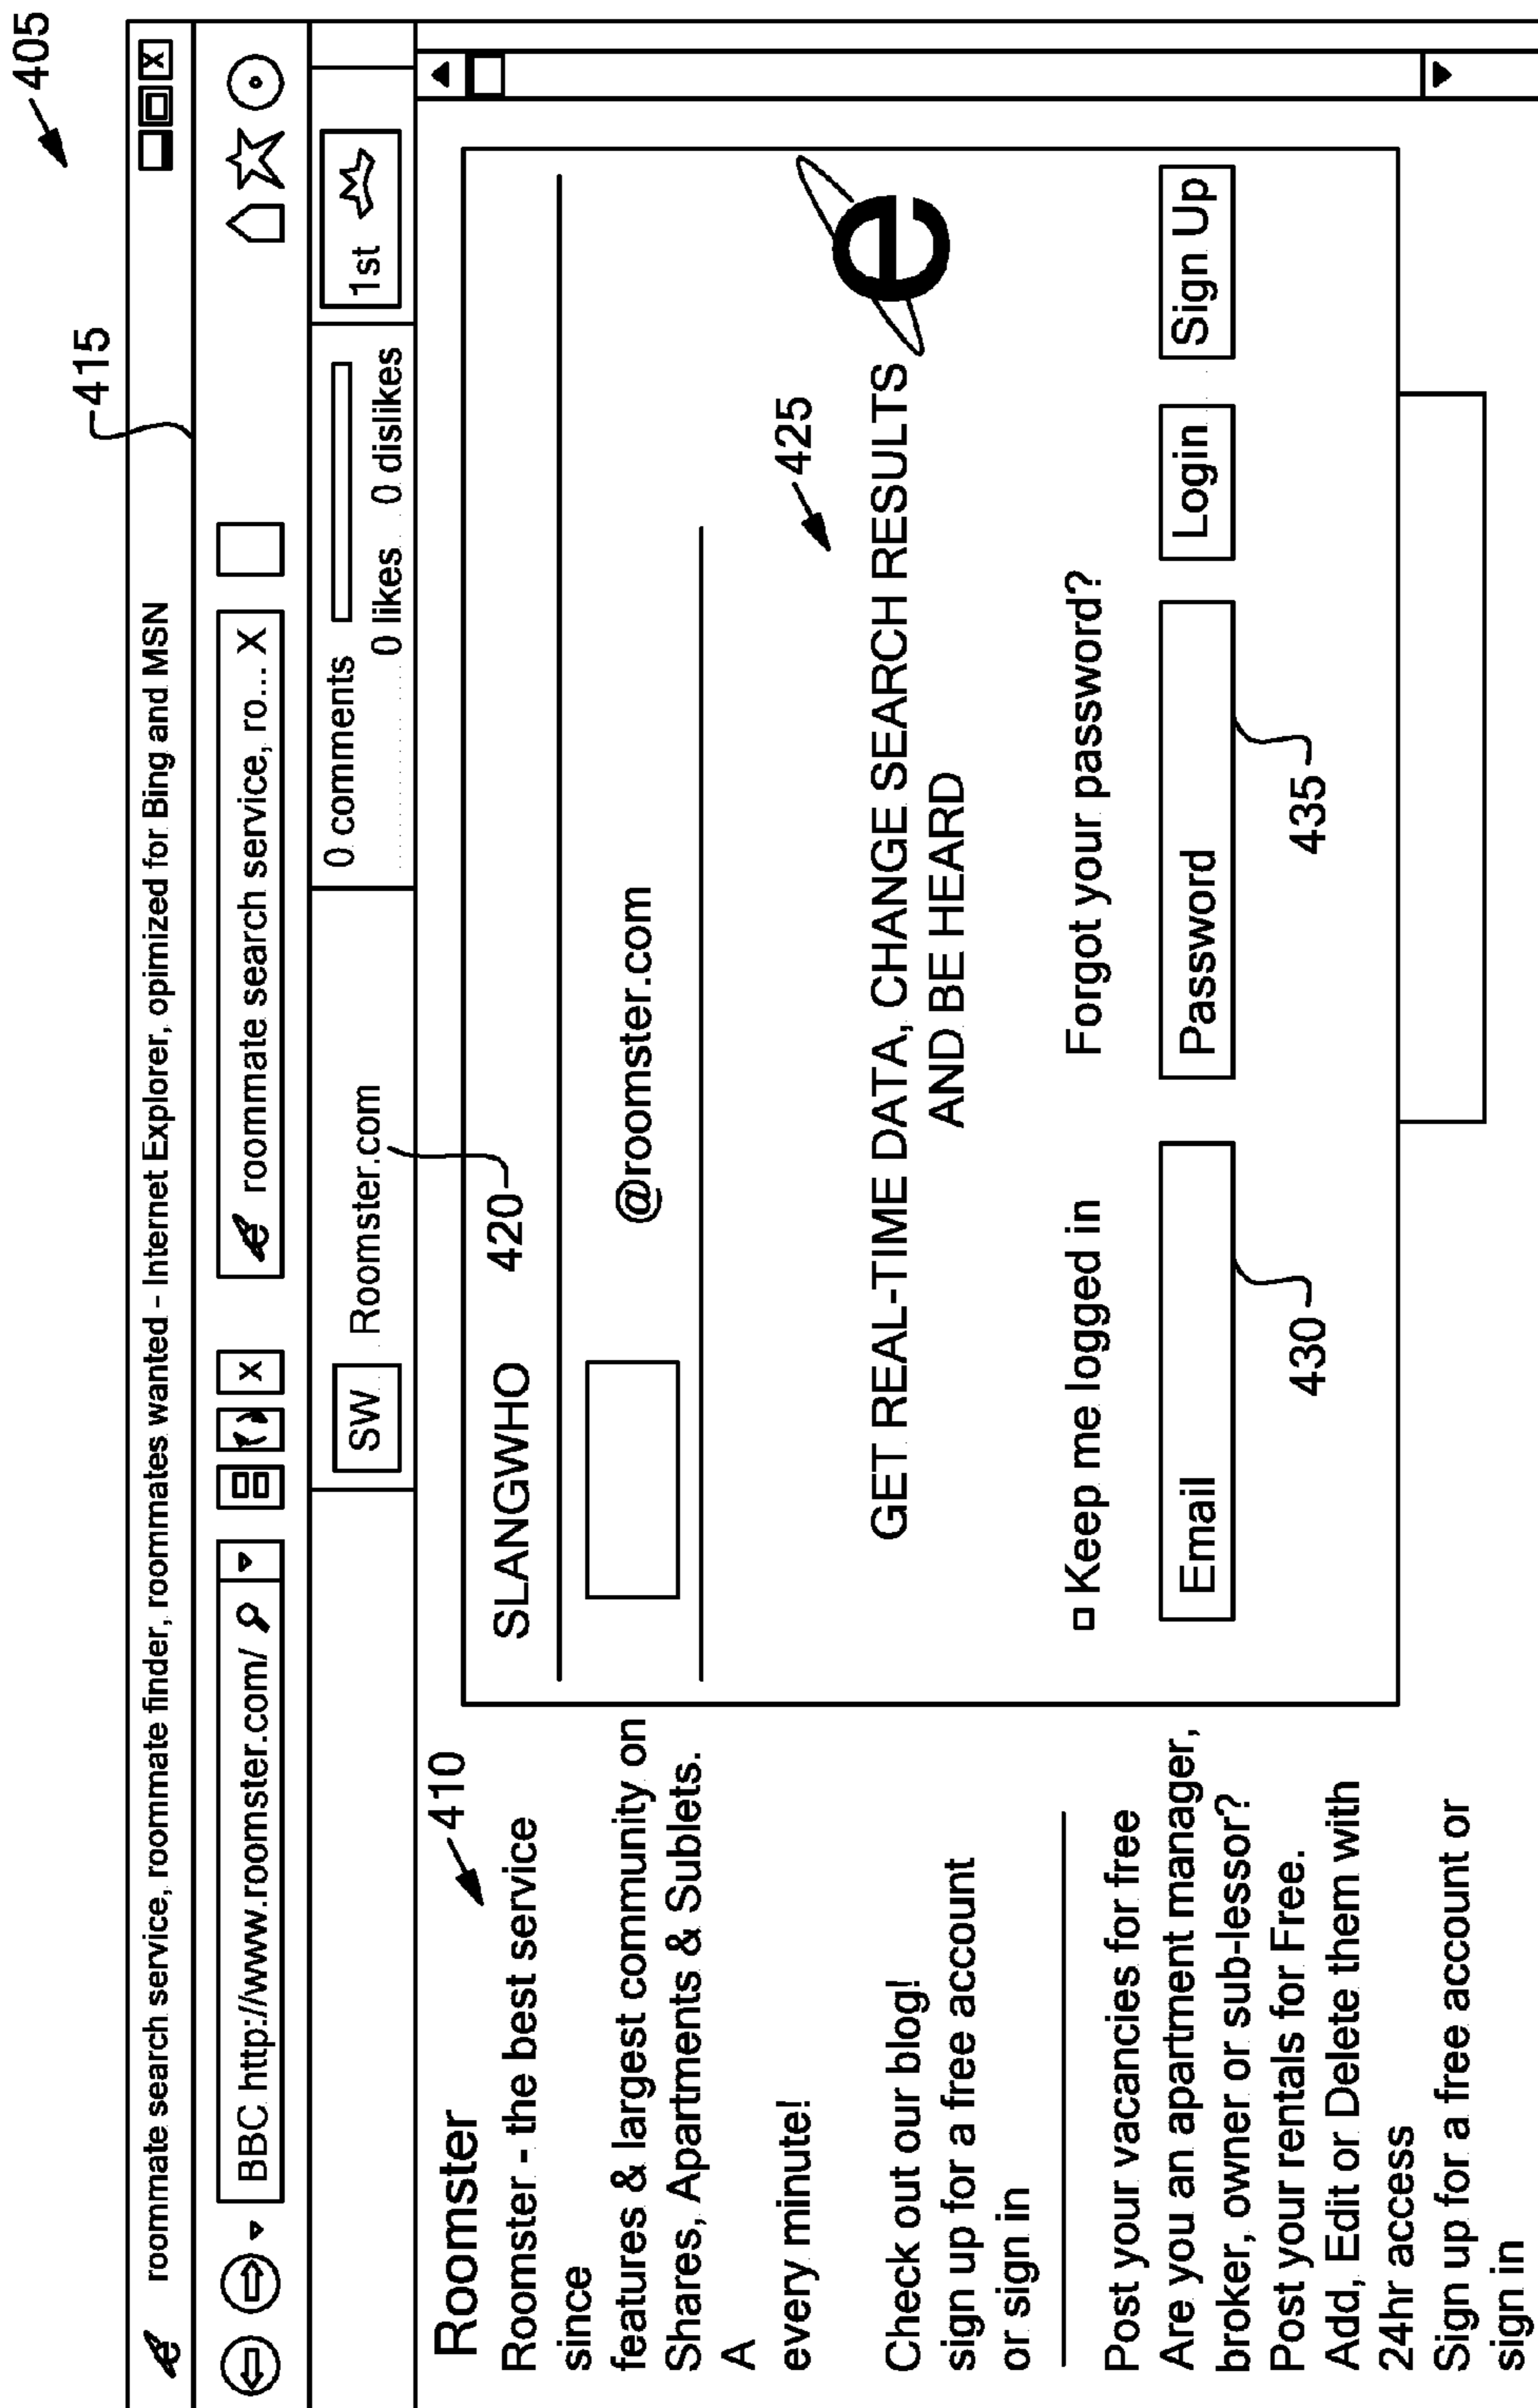 405
415
roommate search service, roommate finder, roommates wanted - Internet Explorer, opimized for Bing and MSN
X
BBC http://www.roomster.com/
X
roommate search service, ro... X
SW
Roomster.com
0 comments
0 likes 0 dislikes
1st
410
Roomster
Roomster - the best service
since
features & largest community on
Shares, Apartments & Sublets.
A
every minute!
Check out our blog!
sign up for a free account
or sign in
Post your vacancies for free
Are you an apartment manager,
broker, owner or sub-lessor?
Post your rentals for Free.
Add, Edit or Delete them with
24hr access
Sign up for a free account or
sign in
SLANGWHO
420
@roomster.com
425
GET REAL-TIME DATA, CHANGE SEARCH RESULTS
AND BE HEARD
e
Keep me logged in
Forgot your password?
Email
Password
Login
Sign Up
430
435